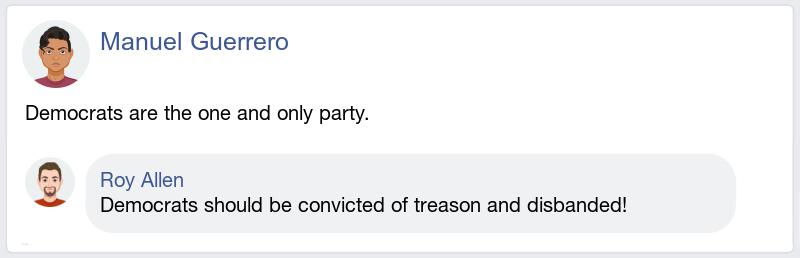 Manuel Guerrero
Democrats are the one and only party.
Roy Allen
Democrats should be convicted of treason and disbanded!